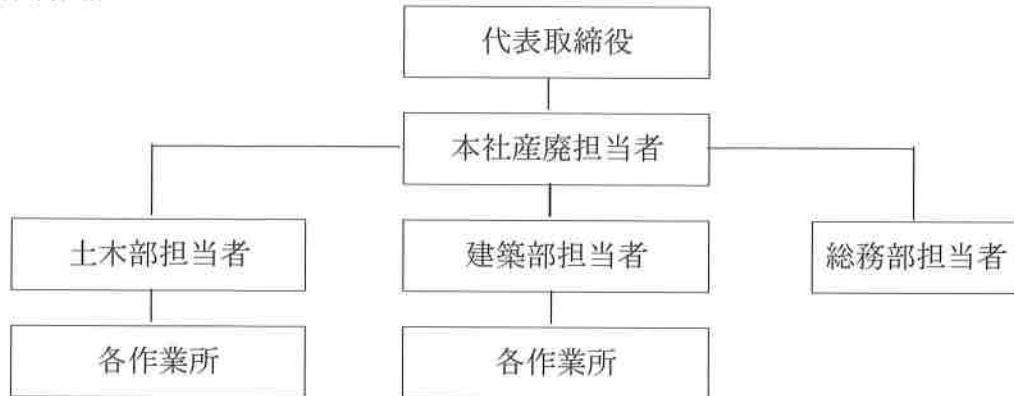 代表取締役
本社産廃担当者
土木部担当者
建築部担当者
総務部担当者
各作業所
各作業所